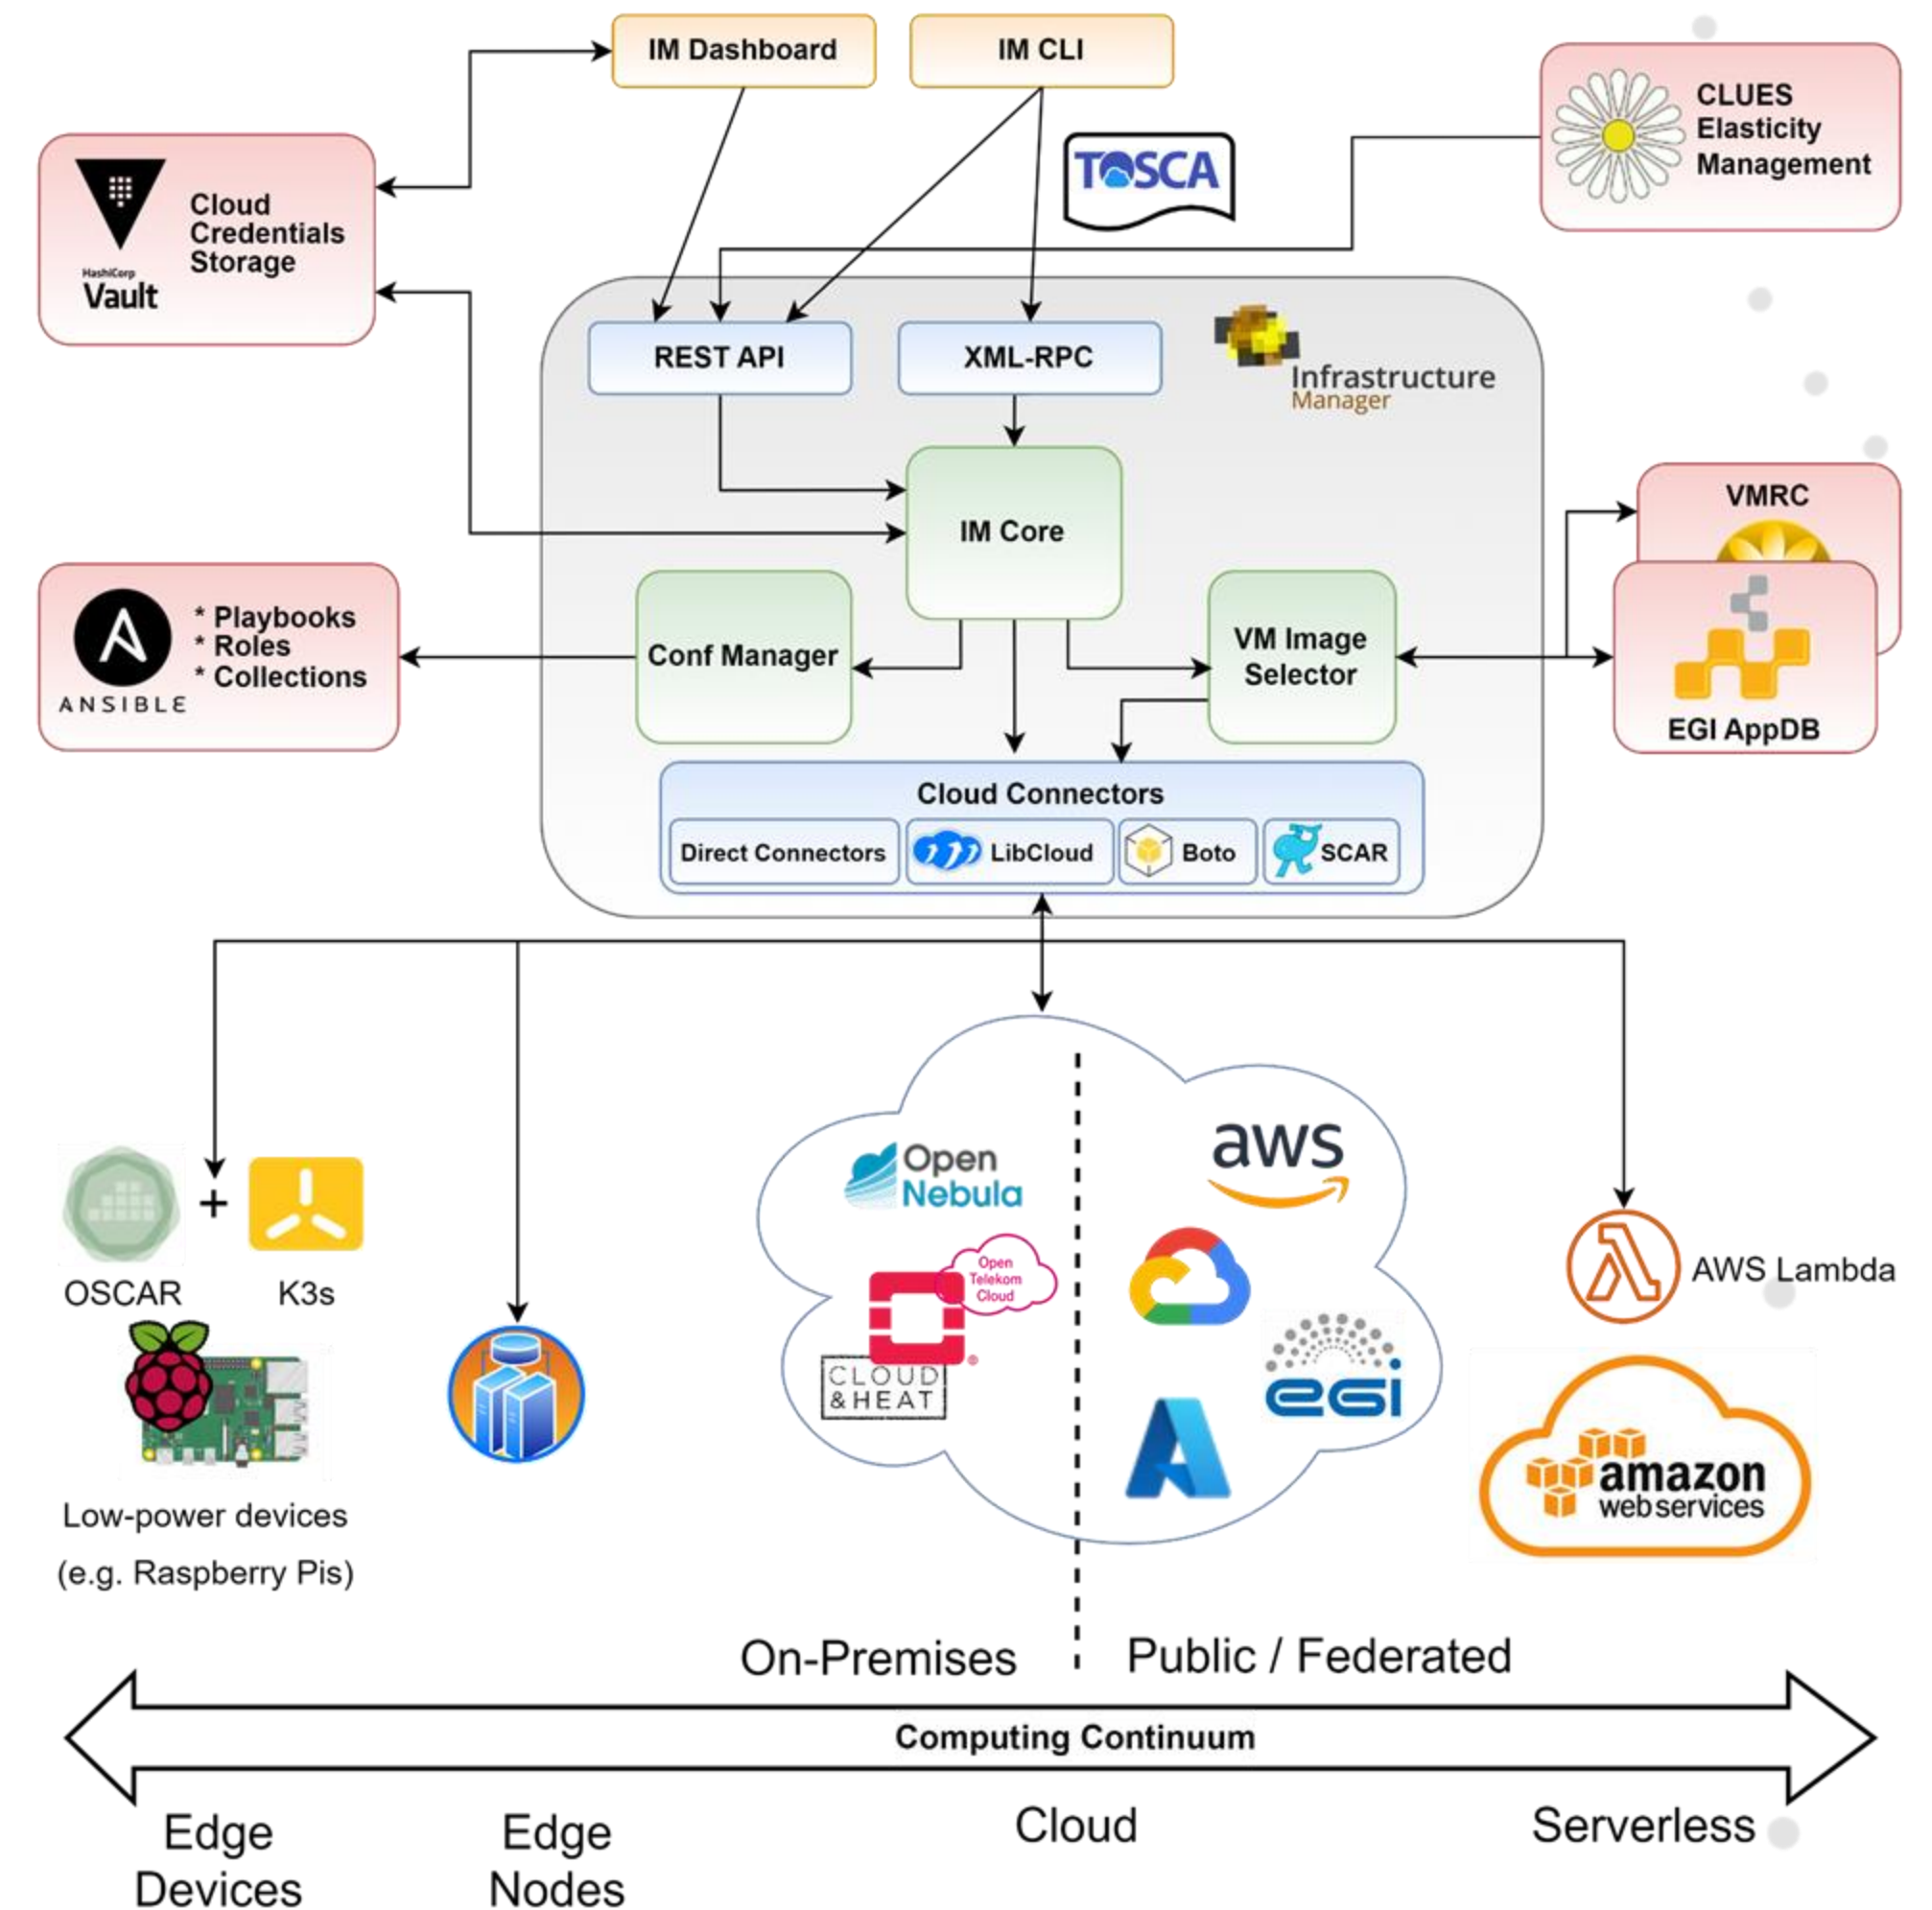 IM Dashboard
IM CLI
CLUES
Elasticity
Management
TOSCA
Cloud
Credentials
Storage
HashiCorp
Vault
REST API
XML-RPC
Infrastructure
Manager
IM Core
VMRC
ANSIBLE
* Playbooks
* Roles
* Collections
Conf Manager
VM Image
Selector
EGI AppDB
Cloud Connectors
Direct Connectors
LibCloud
Boto
SCAR
OSCAR
+
K3s
Low-power devices
(e.g. Raspberry Pis)
Open
Nebula
Open
Telekom
Cloud
CLOUD
&HEAT
aws
egi
AWS Lambda
amazon
web services
On-Premises
Public / Federated
Computing Continuum
Edge
Devices
Edge
Nodes
Cloud
Serverless